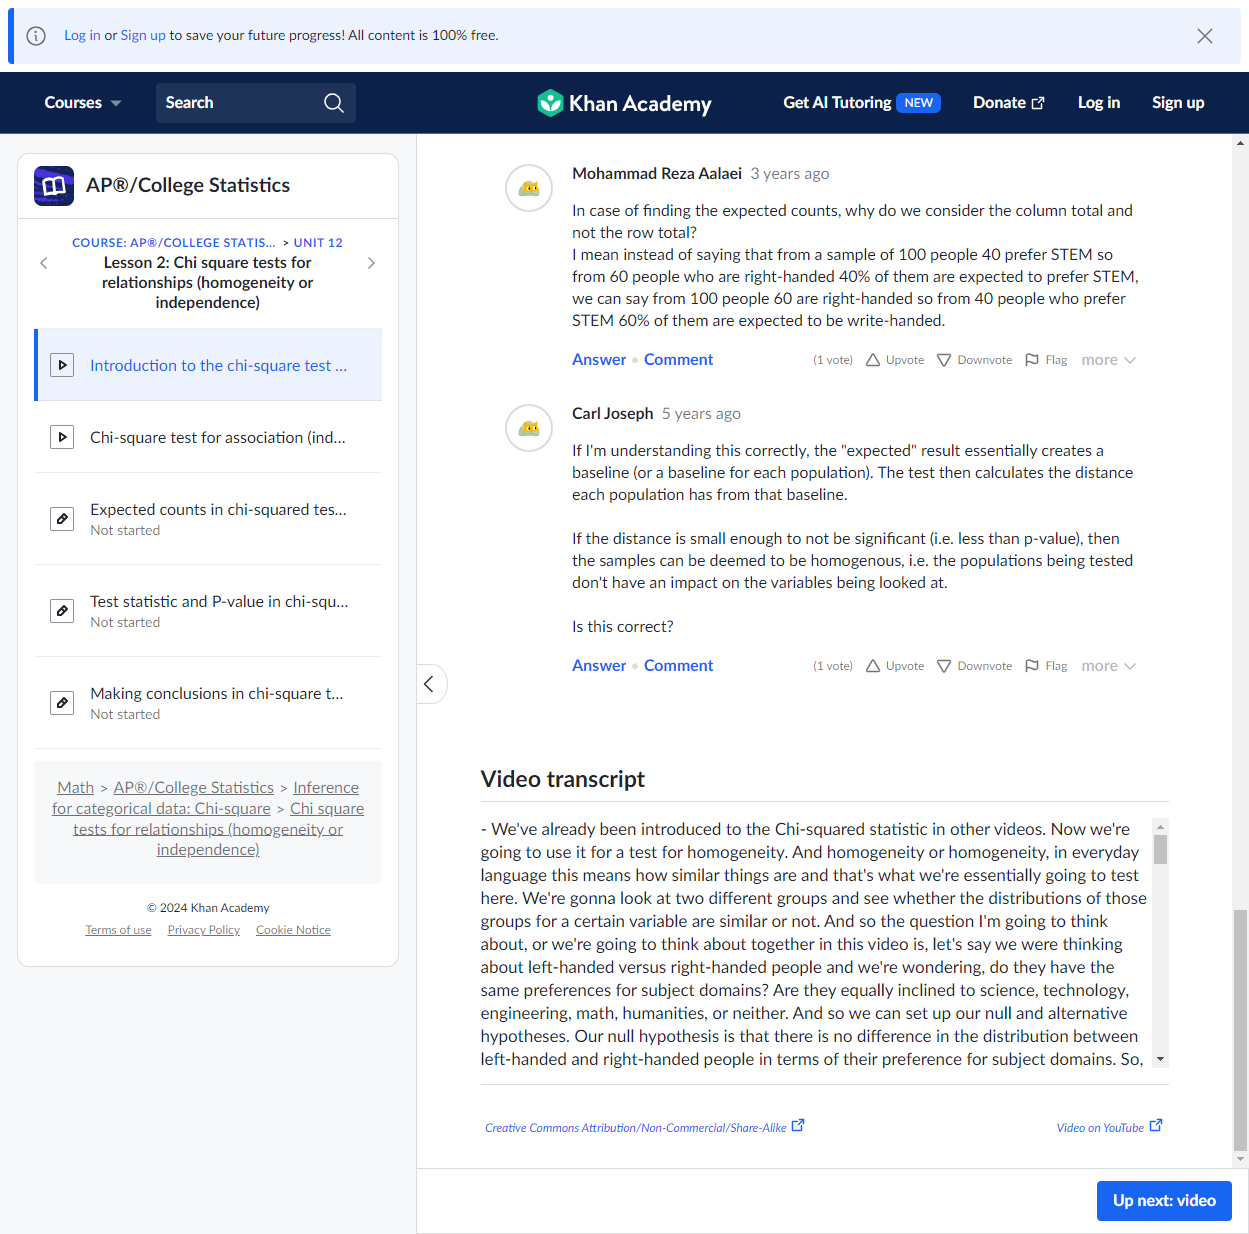 Log in or Sign up to save your future progress! All content is 100% free.
Courses
Search
Khan Academy
Get AI Tutoring NEW
Donate
Log in
Sign up
AP®/College Statistics
COURSE: AP®/COLLEGE STATIS... > UNIT 12
Lesson 2: Chi square tests for
relationships (homogeneity or
independence)
Introduction to the chi-square test ...
Chi-square test for association (ind...
Expected counts in chi-squared tes...
Not started
Test statistic and P-value in chi-squ...
Not started
Making conclusions in chi-square t...
Not started
Math > AP®/College Statistics > Inference
for categorical data: Chi-square > Chi square
tests for relationships (homogeneity or
independence)
© 2024 Khan Academy
Terms of use Privacy Policy Cookie Notice
Mohammad Reza Aalaei 3 years ago
In case of finding the expected counts, why do we consider the column total and
not the row total?
I mean instead of saying that from a sample of 100 people 40 prefer STEM so
from 60 people who are right-handed 40% of them are expected to prefer STEM,
we can say from 100 people 60 are right-handed so from 40 people who prefer
STEM 60% of them are expected to be write-handed.
Answer • Comment (1 vote) Upvote Downvote Flag more
Carl Joseph 5 years ago
If I'm understanding this correctly, the "expected" result essentially creates a
baseline (or a baseline for each population). The test then calculates the distance
each population has from that baseline.
If the distance is small enough to not be significant (i.e. less than p-value), then
the samples can be deemed to be homogenous, i.e. the populations being tested
don't have an impact on the variables being looked at.
Is this correct?
Answer • Comment (1 vote) Upvote Downvote Flag more
Video transcript
- We've already been introduced to the Chi-squared statistic in other videos. Now we're
going to use it for a test for homogeneity. And homogeneity or homogeneity, in everyday
language this means how similar things are and that's what we're essentially going to test
here. We're gonna look at two different groups and see whether the distributions of those
groups for a certain variable are similar or not. And so the question I'm going to think
about, or we're going to think about together in this video is, let's say we were thinking
about left-handed versus right-handed people and we're wondering, do they have the
same preferences for subject domains? Are they equally inclined to science, technology,
engineering, math, humanities, or neither. And so we can set up our null and alternative
hypotheses. Our null hypothesis is that there is no difference in the distribution between
left-handed and right-handed people in terms of their preference for subject domains. So,
Creative Commons Attribution/Non-Commercial/Share-Alike
Video on YouTube
Up next: video